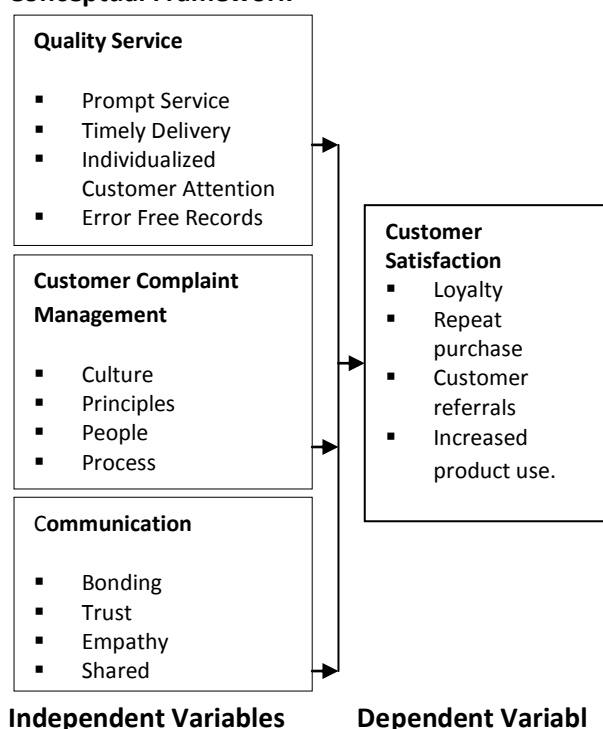 Quality Service
▪ Prompt Service
▪ Timely Delivery
▪ Individualized
Customer Attention
▪ Error Free Records
Customer Complaint
Management
▪ Culture
▪ Principles
▪ People
▪ Process
Communication
▪ Bonding
▪ Trust
▪ Empathy
▪ Shared
Customer
Satisfaction
▪ Loyalty
▪ Repeat
purchase
▪ Customer
referrals
▪ Increased
product use.
Independent Variables
Dependent Variabl